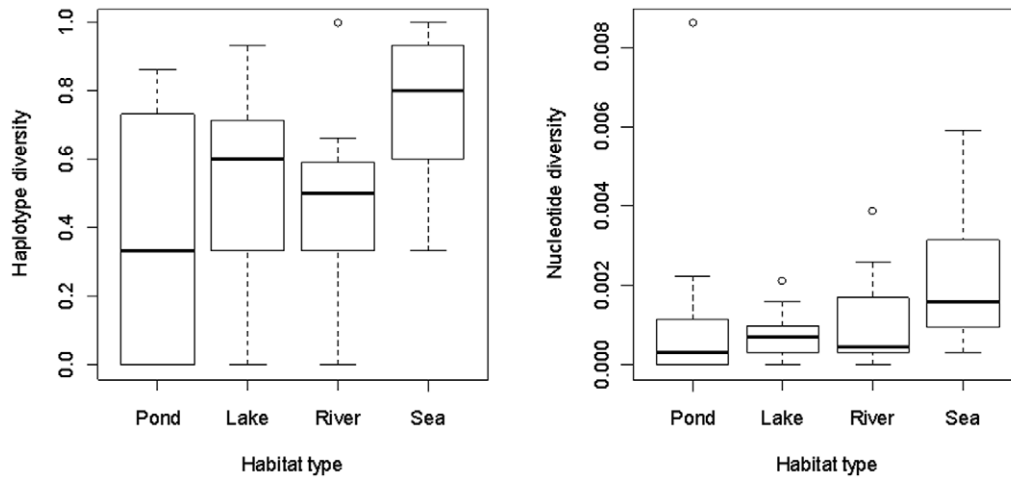 Haplotype diversity
1.0
0.8
0.6
0.4
0.2
0.0
Pond Lake River Sea
Habitat type
Nucleotide diversity
0.008
0.006
0.004
0.002
0.000
Pond Lake River Sea
Habitat type